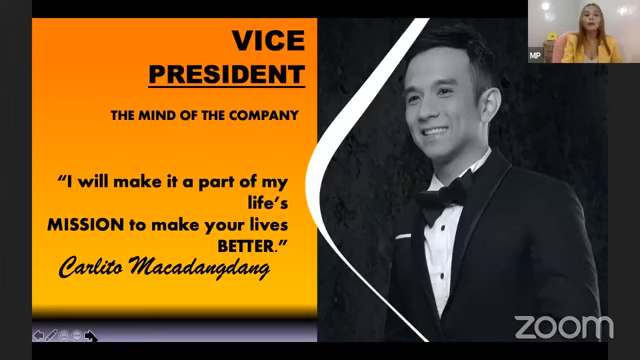 VICE
PRESIDENT
THE MIND OF THE COMPANY
“I will make it a part of my
life’s
MISSION to make your lives
BETTER.”
Carlito Macadangdang
MP
zoom